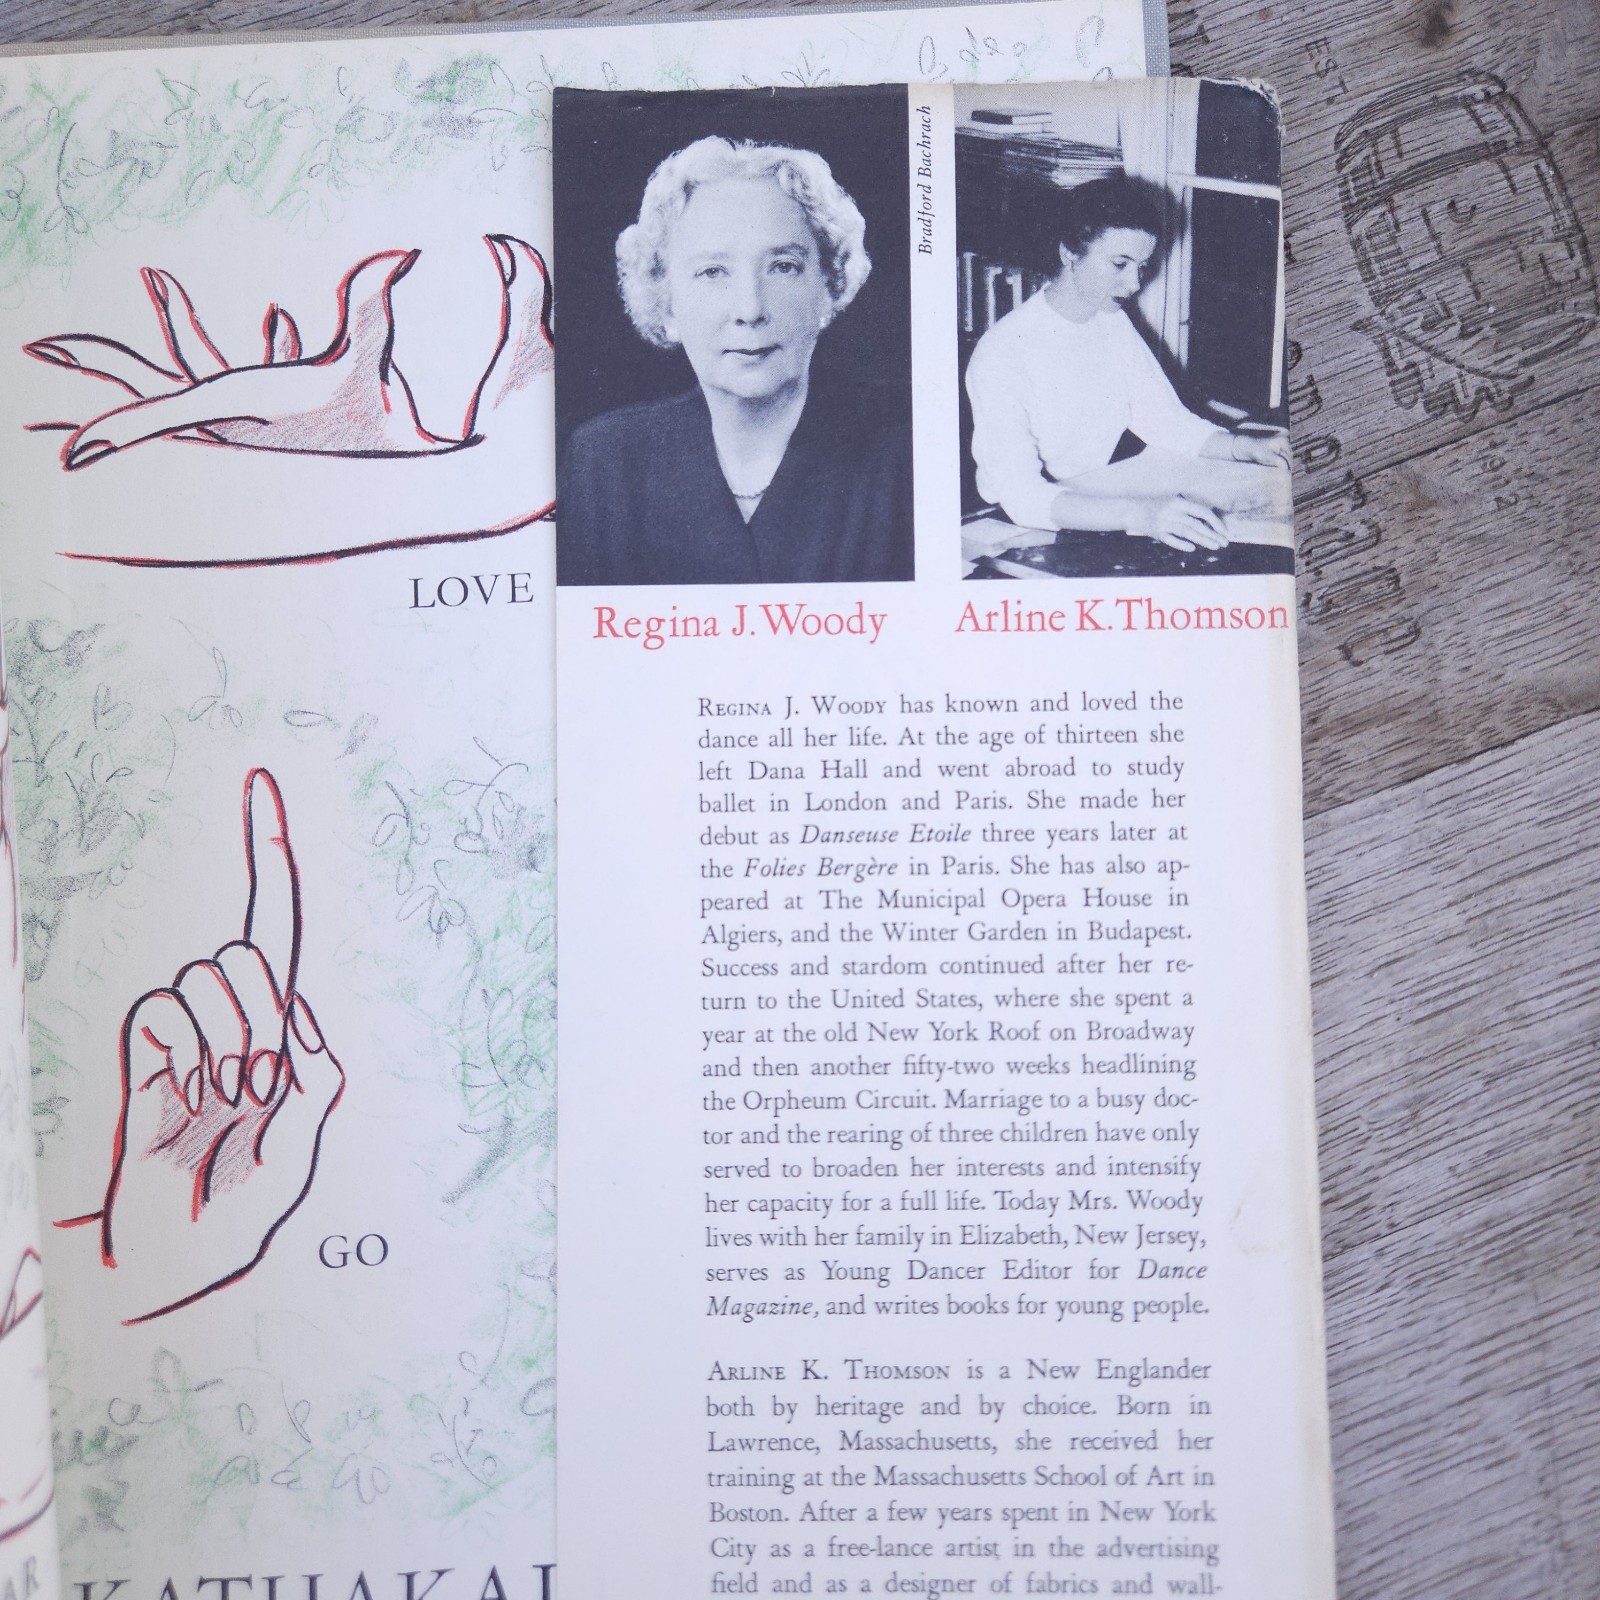 LOVE
GO
Bradford Bachrach
Regina J. Woody
Arline K. Thomson
REGINA J. WOODY has known and loved the
dance all her life. At the age of thirteen she
left Dana Hall and went abroad to study
ballet in London and Paris. She made her
debut as Danseuse Etoile three years later at
the Folies Bergère in Paris. She has also ap-
peared at The Municipal Opera House in
Algiers, and the Winter Garden in Budapest.
Success and stardom continued after her re-
turn to the United States, where she spent a
year at the old New York Roof on Broadway
and then another fifty-two weeks headlining
the Orpheum Circuit. Marriage to a busy doc-
tor and the rearing of three children have only
served to broaden her interests and intensify
her capacity for a full life. Today Mrs. Woody
lives with her family in Elizabeth, New Jersey,
serves as Young Dancer Editor for Dance
Magazine, and writes books for young people.
ARLINE K. THOMSON is a New Englander
both by heritage and by choice. Born in
Lawrence, Massachusetts, she received her
training at the Massachusetts School of Art in
Boston. After a few years spent in New York
City as a free-lance artist in the advertising
field and as a designer of fabrics and wall-
EST.
1912